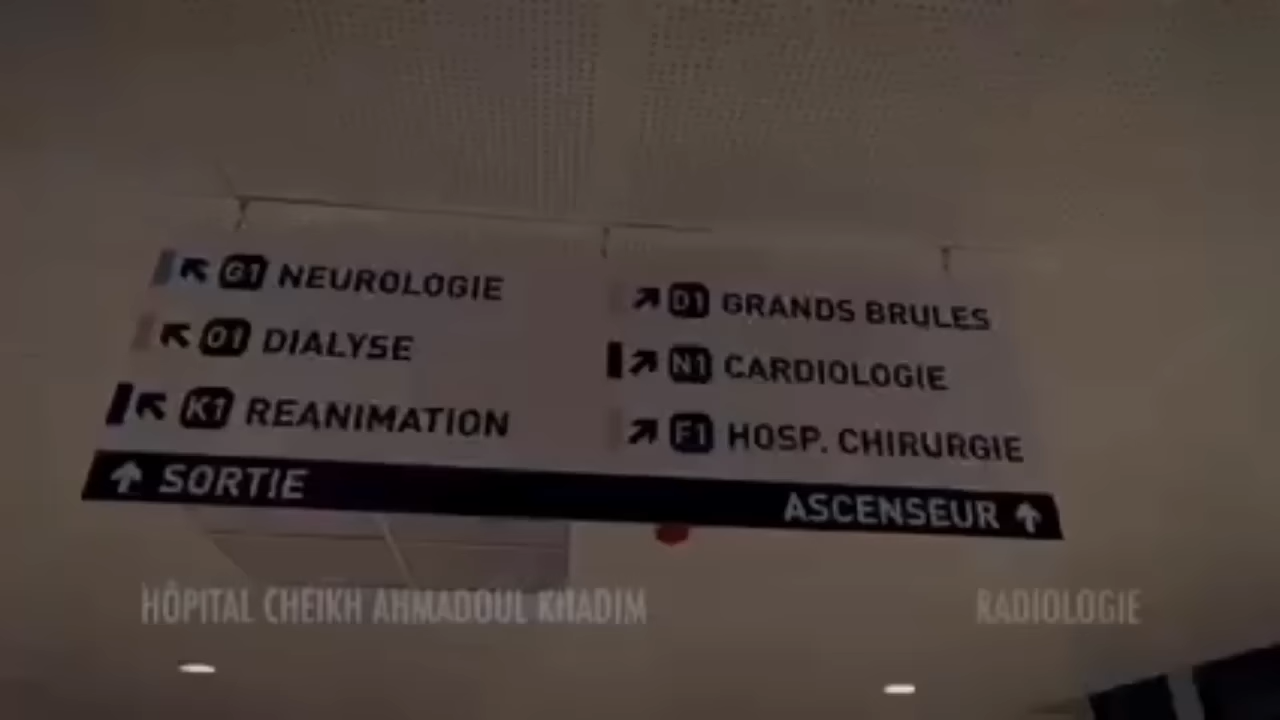 G1 NEUROLOGIE
O1 DIALYSE
K1 REANIMATION
D1 GRANDS BRULES
N1 CARDIOLOGIE
F1 HOSP. CHIRURGIE
SORTIE
ASCENSEUR
HÔPITAL CHEIKH AHMADOUL KHADIM
RADIOLOGIE